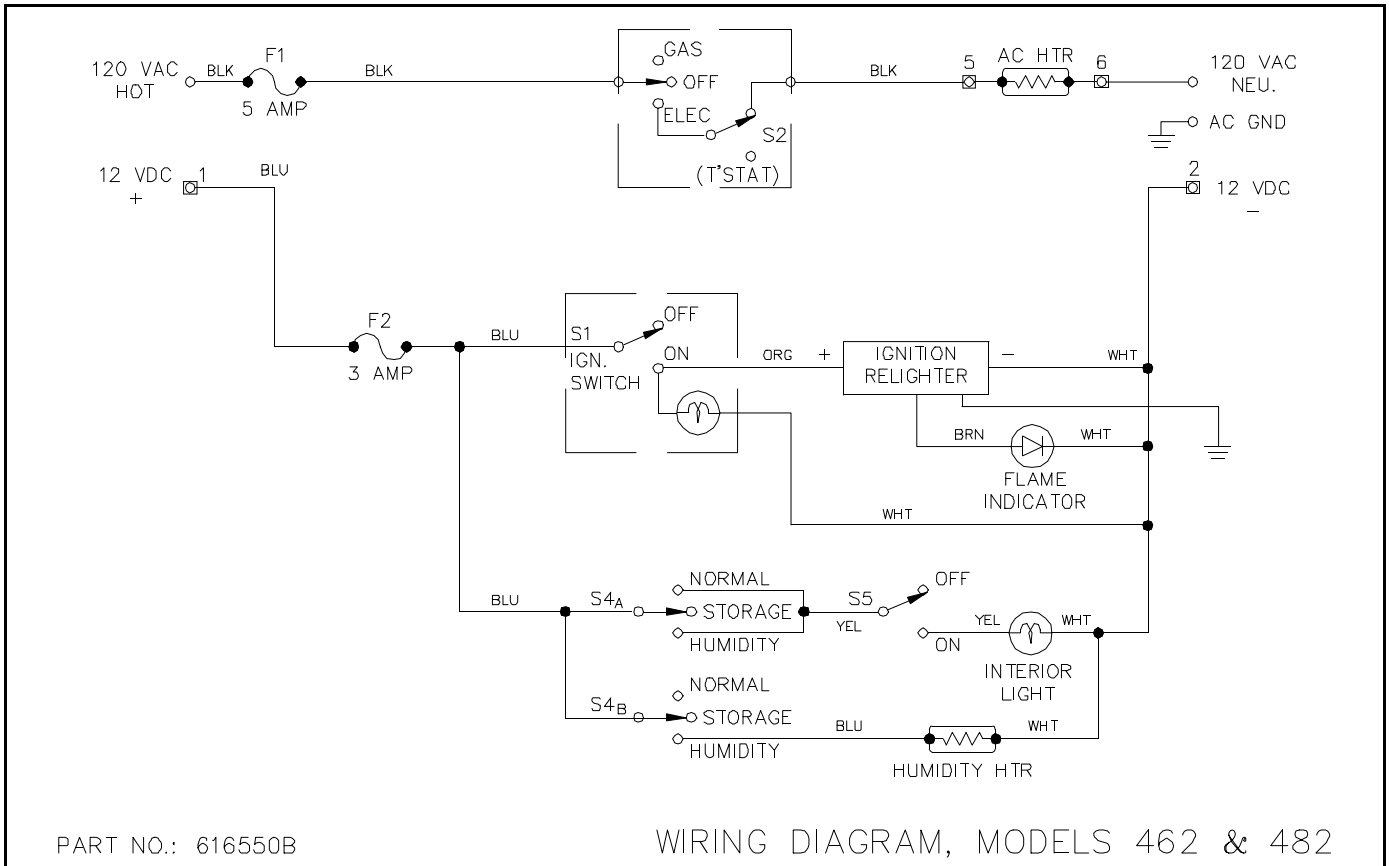 120 VAC
HOT
BLK
F1
5 AMP
BLK
GAS
OFF
ELEC
S2
(T'STAT)
BLK
5
AC HTR
6
120 VAC
NEU.
AC GND
12 VDC
+
1
BLU
2
12 VDC
–
F2
3 AMP
BLU
S1
IGN.
SWITCH
OFF
ON
ORG
+
IGNITION
RELIGHTER
–
WHT
BRN
WHT
FLAME
INDICATOR
WHT
BLU
S4A
NORMAL
STORAGE
HUMIDITY
S5
YEL
OFF
ON
YEL
WHT
INTERIOR
LIGHT
S4B
NORMAL
STORAGE
HUMIDITY
BLU
WHT
HUMIDITY HTR
PART NO.: 616550B
WIRING DIAGRAM, MODELS 462 & 482